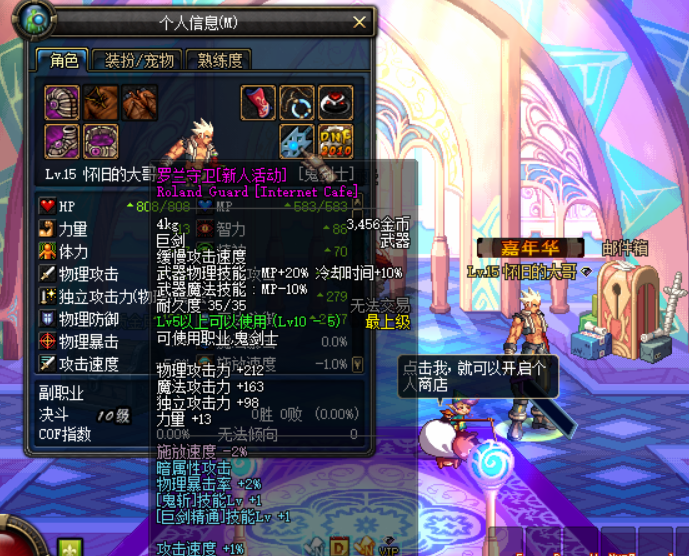 个人信息(M)
角色 装扮/宠物 熟练度
DNF 2010
Lv.15 怀旧的大哥 [鬼剑士]
罗兰守卫[新人活动]
Roland Guard [Internet Cafe]
HP 808/808 MP 583/583
4kg 3,456金币
力量 13 智力 88
巨剑 武器
体力 70
缓慢攻击速度
物理攻击
武器物理技能 : MP+20% 冷却时间+10%
武器魔法技能 : MP-10%
独立攻击力(物 279
耐久度 35/35 无法交易
物理防御
Lv5以上可以使用 (Lv10 - 5) 最上级
物理暴击 0.0%
可使用职业,鬼剑士
攻击速度 施放速度 -1.0%
物理攻击力 +212
副职业
魔法攻击力 +163
独立攻击力 +98
决斗 10级 0胜 0败 (0.00%)
力量 +13
COF指数 0.00% 无法倾向 0
施放速度 -2%
暗属性攻击
物理暴击率 +2%
[鬼斩]技能Lv +1
[巨剑精通]技能Lv +1
攻击速度 +1%
嘉年华
邮件箱
Lv.15 怀旧的大哥
点击我, 就可以开启个
人商店
VIP